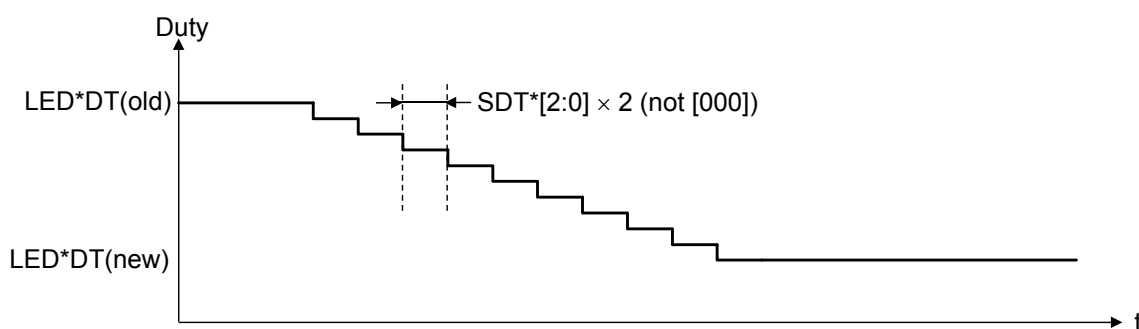 Duty
LED*DT(old)
SDT*[2:0] × 2 (not [000])
LED*DT(new)
t